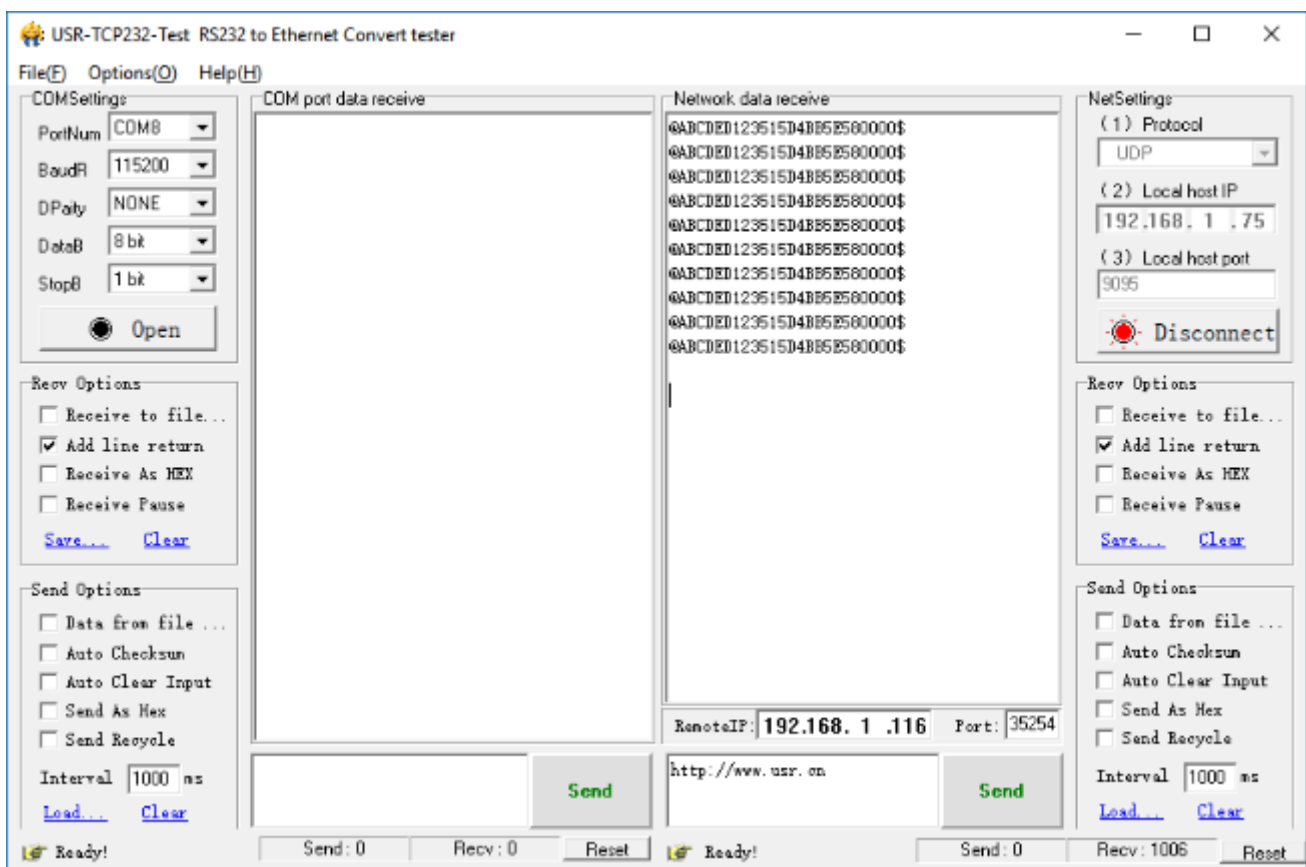 USR-TCP232-Test RS232 to Ethernet Convert tester
File(F) Options(O) Help(H)
COMSettings
PortNum COM8
BaudR 115200
DPaity NONE
DataB 8 bit
StopB 1 bit
Open
Recv Options
Receive to file...
Add line return
Receive As HEX
Receive Pause
Save... Clear
Send Options
Data from file ...
Auto Checksum
Auto Clear Input
Send As Hex
Send Recycle
Interval 1000 ms
Load... Clear
Ready!
COM port data receive
Send
Send : 0 Recv : 0 Reset
Network data receive
@ABCDED123515D4BB5E580000$
@ABCDED123515D4BB5E580000$
@ABCDED123515D4BB5E580000$
@ABCDED123515D4BB5E580000$
@ABCDED123515D4BB5E580000$
@ABCDED123515D4BB5E580000$
@ABCDED123515D4BB5E580000$
@ABCDED123515D4BB5E580000$
@ABCDED123515D4BB5E580000$
@ABCDED123515D4BB5E580000$
RemoteIP: 192.168. 1 .116 Port: 35254
http://www.usr.cn
Send
Ready! Send : 0 Recv : 1006 Reset
NetSettings
(1) Protocol
UDP
(2) Local host IP
192.168. 1 .75
(3) Local host port
9095
Disconnect
Recv Options
Receive to file...
Add line return
Receive As HEX
Receive Pause
Save... Clear
Send Options
Data from file ...
Auto Checksum
Auto Clear Input
Send As Hex
Send Recycle
Interval 1000 ms
Load... Clear